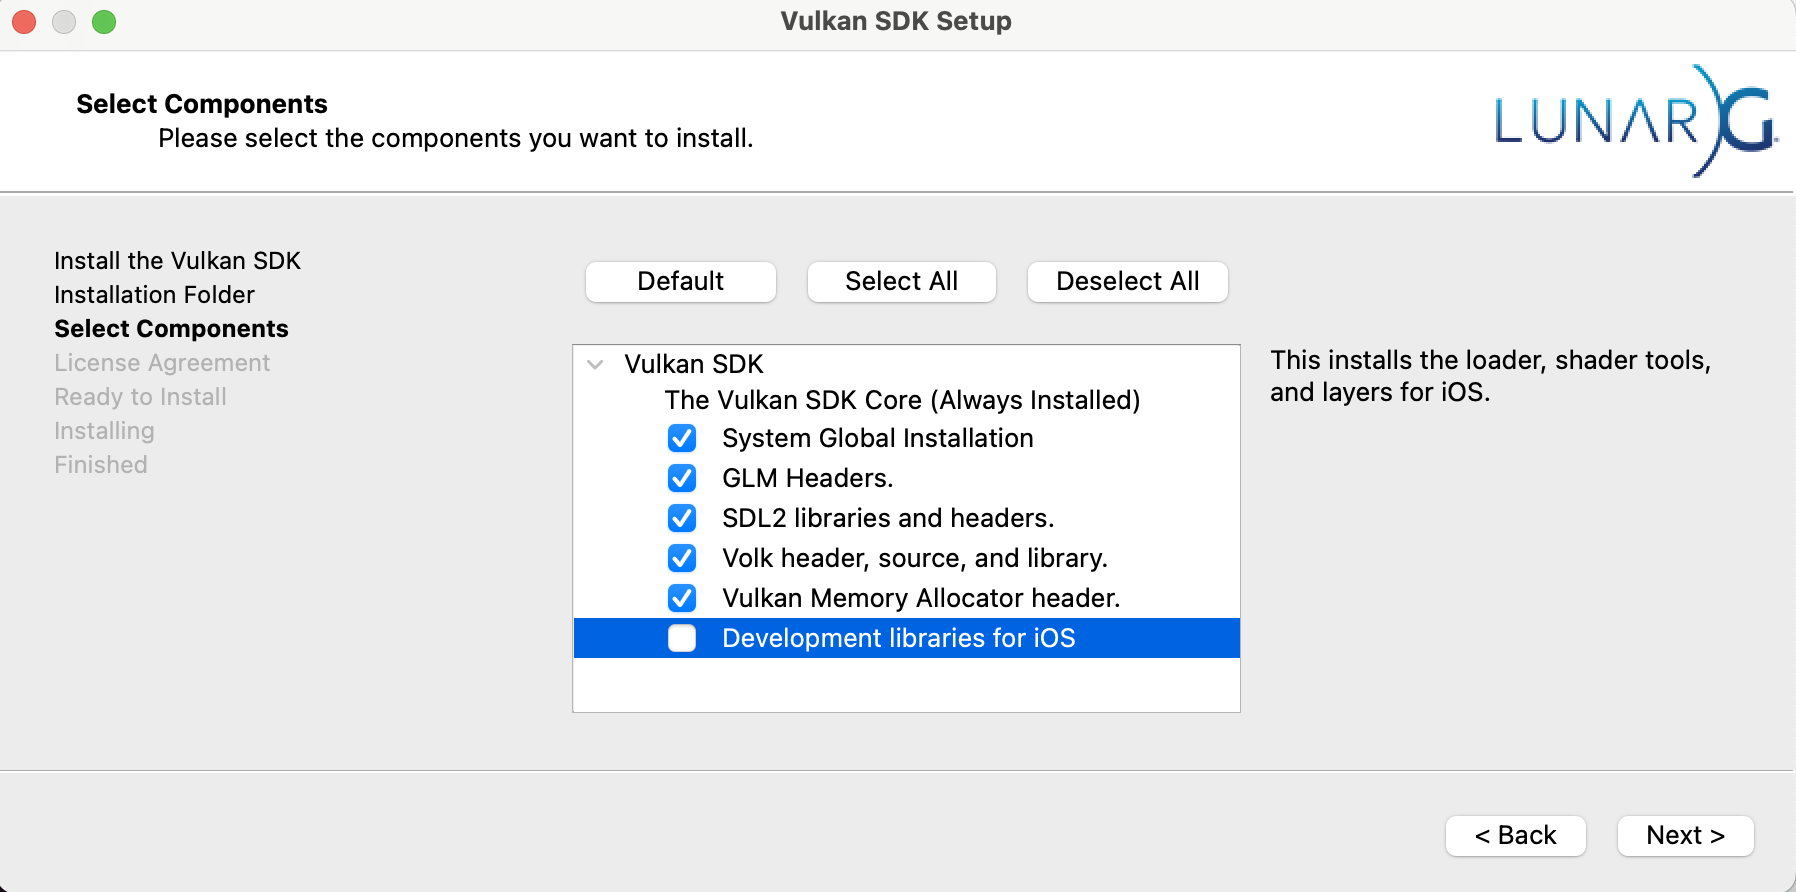 Vulkan SDK Setup
Select Components
Please select the components you want to install.
LUNARG
Install the Vulkan SDK
Installation Folder
Select Components
License Agreement
Ready to Install
Installing
Finished
Default
Select All
Deselect All
Vulkan SDK
The Vulkan SDK Core (Always Installed)
System Global Installation
GLM Headers.
SDL2 libraries and headers.
Volk header, source, and library.
Vulkan Memory Allocator header.
Development libraries for iOS
This installs the loader, shader tools,
and layers for iOS.
< Back
Next >